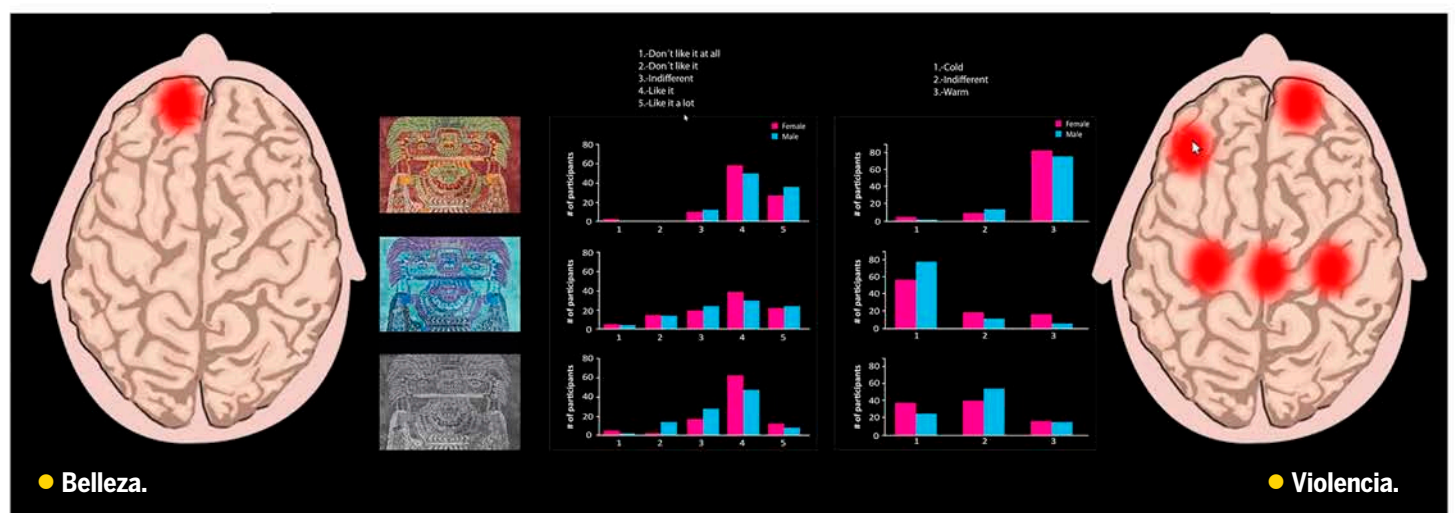 1.-Don´t like it at all
2.-Don´t like it
3.-Indifferent
4.-Like it
5.-Like it a lot
1.-Cold
2.-Indifferent
3.-Warm
Female
Male
# of participants
80
60
40
20
0
1 2 3 4 5
Female
Male
# of participants
80
60
40
20
0
1 2 3
# of participants
80
60
40
20
0
1 2 3 4 5
# of participants
80
60
40
20
0
1 2 3
# of participants
80
60
40
20
0
1 2 3 4 5
# of participants
80
60
40
20
0
1 2 3
Belleza.
Violencia.